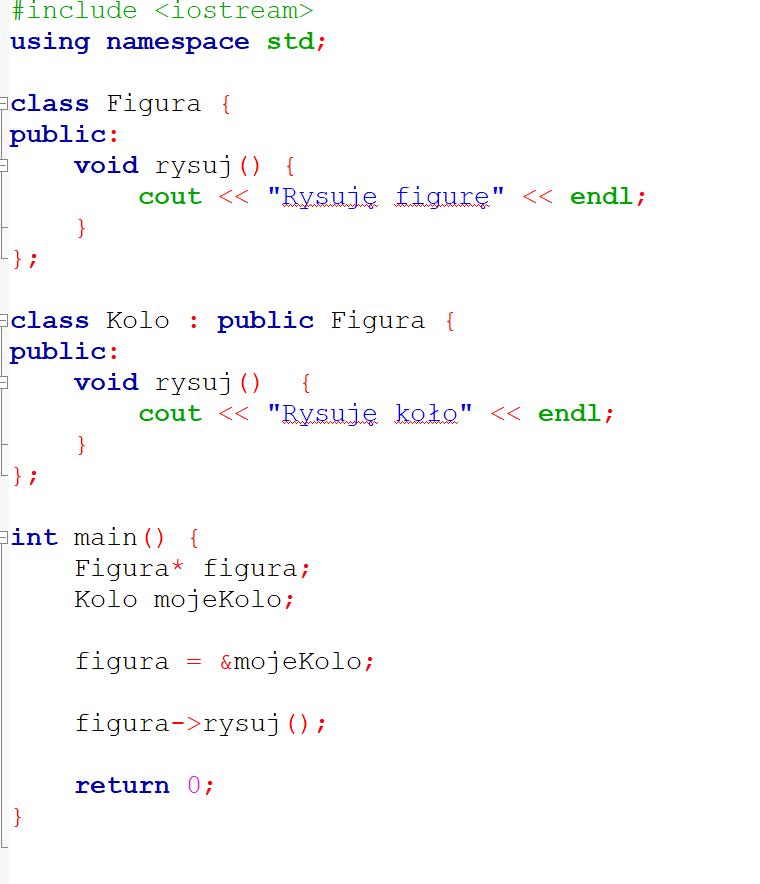 #include <iostream>
using namespace std;
class Figura {
public:
    void rysuj() {
        cout << "Rysuję figurę" << endl;
    }
};
class Kolo : public Figura {
public:
    void rysuj()  {
        cout << "Rysuję koło" << endl;
    }
};
int main() {
    Figura* figura;
    Kolo mojeKolo;
    figura = &mojeKolo;
    figura->rysuj();
    return 0;
}